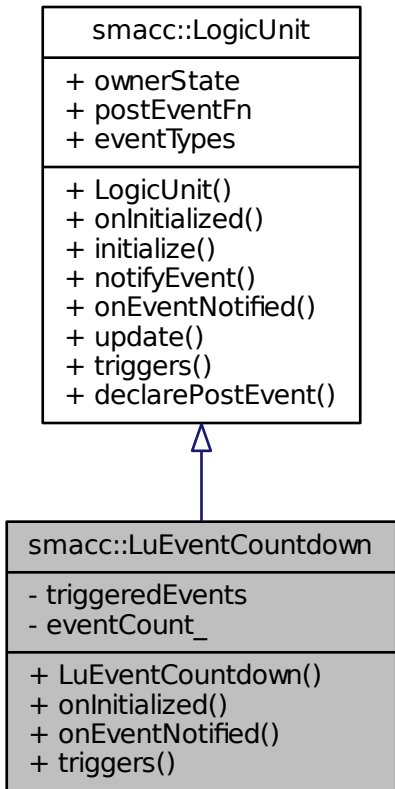 smacc::LogicUnit
+ ownerState
+ postEventFn
+ eventTypes
+ LogicUnit()
+ onInitialized()
+ initialize()
+ notifyEvent()
+ onEventNotified()
+ update()
+ triggers()
+ declarePostEvent()
smacc::LuEventCountdown
- triggeredEvents
- eventCount_
+ LuEventCountdown()
+ onInitialized()
+ onEventNotified()
+ triggers()